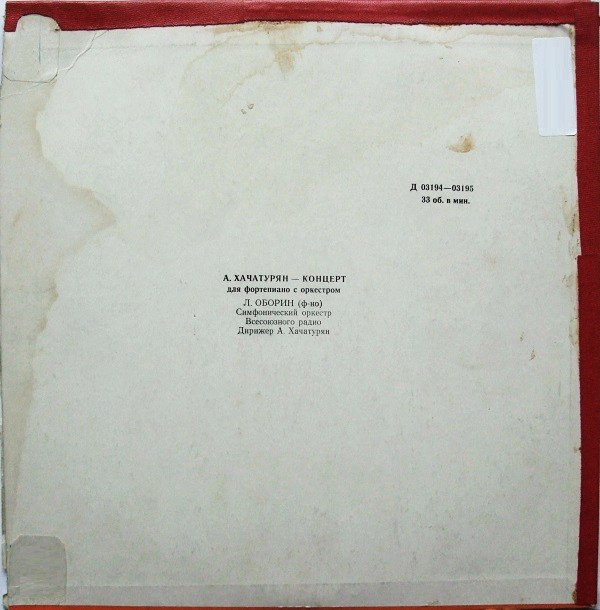 Д 03194—03195
33 об. в мин.
А. ХАЧАТУРЯН — КОНЦЕРТ
для фортепиано с оркестром
Л. ОБОРИН (ф-но)
Симфонический оркестр
Всесоюзного радио
Дирижер А. Хачатурян